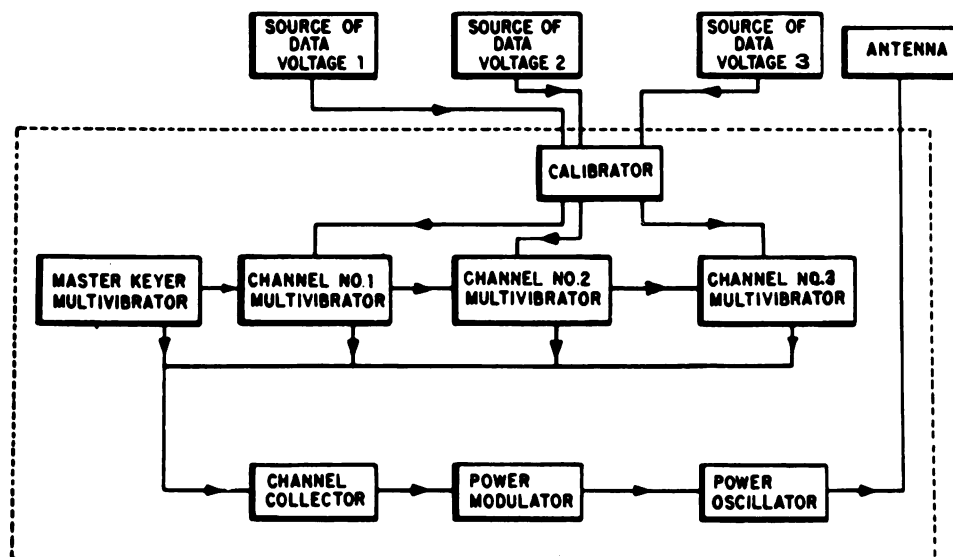 SOURCE OF
DATA
VOLTAGE 1
SOURCE OF
DATA
VOLTAGE 2
SOURCE OF
DATA
VOLTAGE 3
ANTENNA
CALIBRATOR
MASTER KEYER
MULTIVIBRATOR
CHANNEL NO.1
MULTIVIBRATOR
CHANNEL NO.2
MULTIVIBRATOR
CHANNEL NO.3
MULTIVIBRATOR
CHANNEL
COLLECTOR
POWER
MODULATOR
POWER
OSCILLATOR